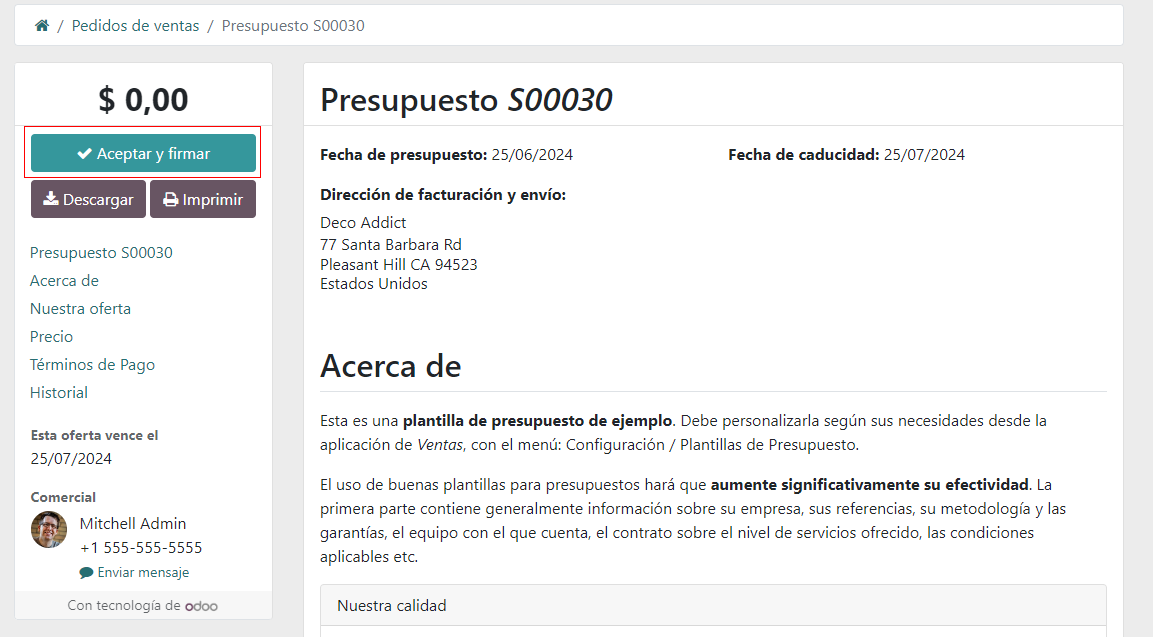 / Pedidos de ventas / Presupuesto S00030
$ 0,00
Aceptar y firmar
Descargar
Imprimir
Presupuesto S00030
Acerca de
Nuestra oferta
Precio
Términos de Pago
Historial
Esta oferta vence el
25/07/2024
Comercial
Mitchell Admin
+1 555-555-5555
Enviar mensaje
Con tecnología de odoo
Presupuesto S00030
Fecha de presupuesto: 25/06/2024
Fecha de caducidad: 25/07/2024
Dirección de facturación y envío:
Deco Addict
77 Santa Barbara Rd
Pleasant Hill CA 94523
Estados Unidos
Acerca de
Esta es una plantilla de presupuesto de ejemplo. Debe personalizarla según sus necesidades desde la
aplicación de Ventas, con el menú: Configuración / Plantillas de Presupuesto.
El uso de buenas plantillas para presupuestos hará que aumente significativamente su efectividad. La
primera parte contiene generalmente información sobre su empresa, sus referencias, su metodología y las
garantías, el equipo con el que cuenta, el contrato sobre el nivel de servicios ofrecido, las condiciones
aplicables etc.
Nuestra calidad